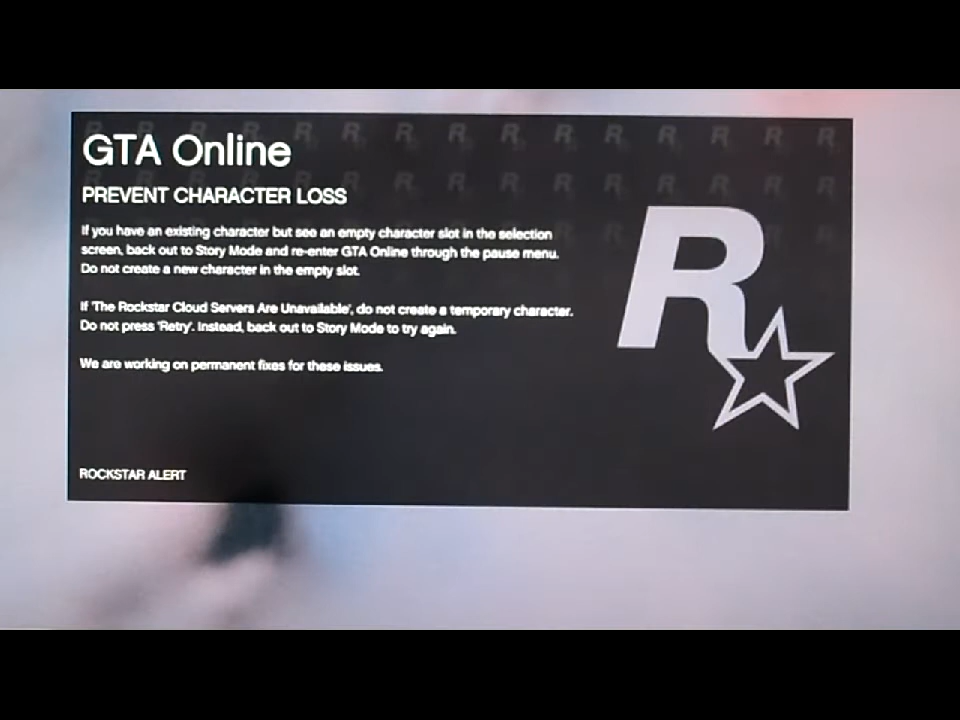 GTA Online
PREVENT CHARACTER LOSS
If you have an existing character but see an empty character slot in the selection
screen, back out to Story Mode and re-enter GTA Online through the pause menu.
Do not create a new character in the empty slot.
If 'The Rockstar Cloud Servers Are Unavailable', do not create a temporary character.
Do not press 'Retry'. Instead, back out to Story Mode to try again.
We are working on permanent fixes for these issues.
R
ROCKSTAR ALERT